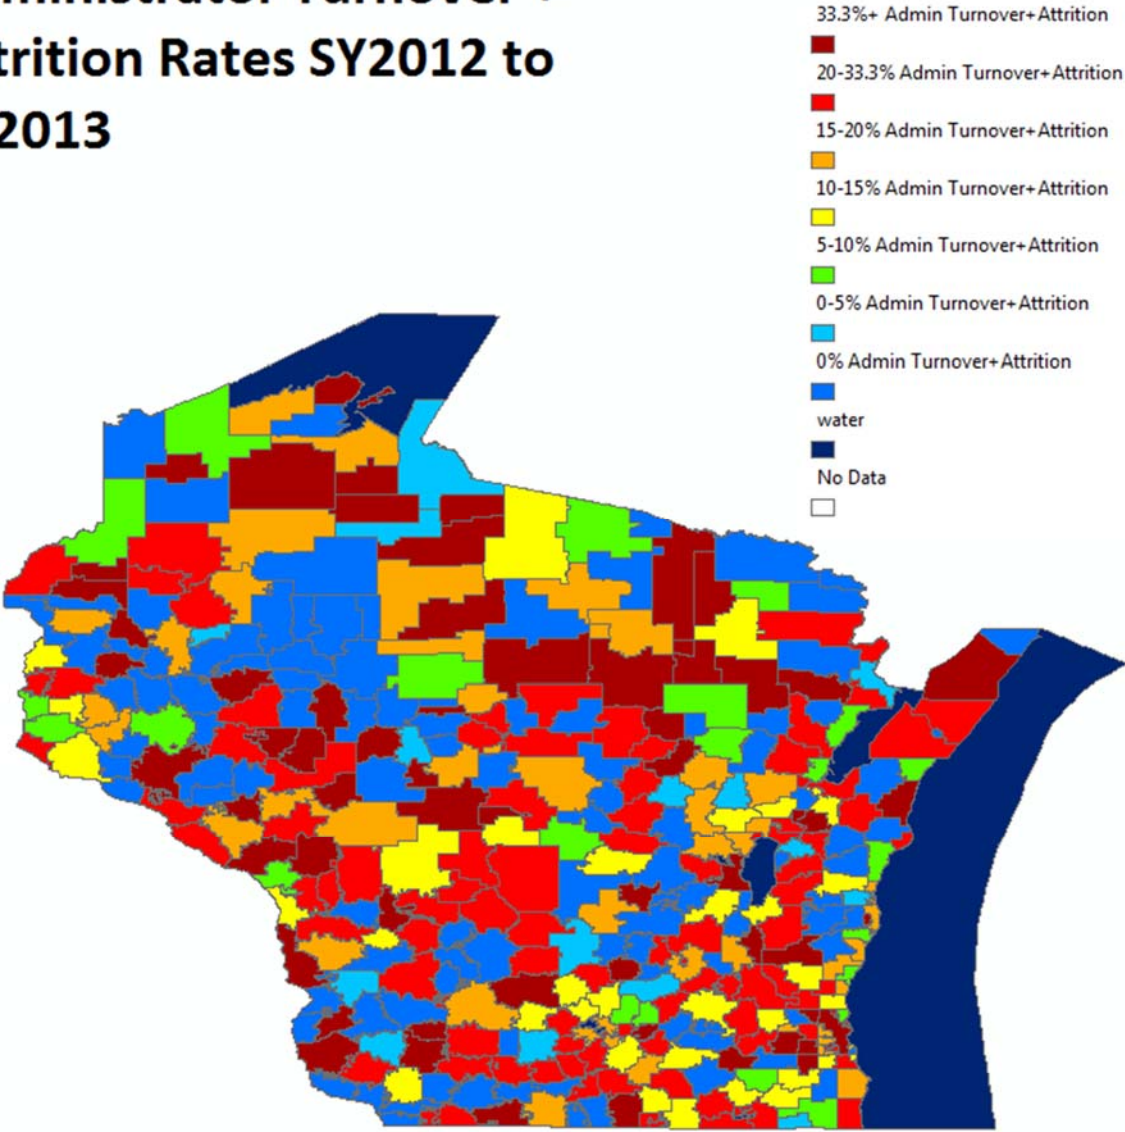 trition Rates SY2012 to
2013
33.3%+ Admin Turnover+Attrition
20-33.3% Admin Turnover+Attrition
15-20% Admin Turnover+Attrition
10-15% Admin Turnover+Attrition
5-10% Admin Turnover+Attrition
0-5% Admin Turnover+Attrition
0% Admin Turnover+Attrition
water
No Data